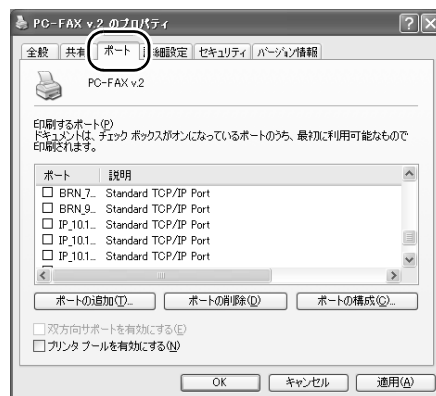 PC-FAX v.2 のプロパティ
全般 共有 ポート 詳細設定 セキュリティ バージョン情報
PC-FAX v.2
印刷するポート(P)
ドキュメントは、チェック ボックスがオンになっているポートのうち、最初に利用可能なもので
印刷されます。
ポート 説明
BRN_7... Standard TCP/IP Port
BRN_9... Standard TCP/IP Port
IP_10.1... Standard TCP/IP Port
IP_10.1... Standard TCP/IP Port
IP_10.1... Standard TCP/IP Port
ポートの追加(T)... ポートの削除(D) ポートの構成(C)...
双方向サポートを有効にする(E)
プリンタ プールを有効にする(N)
OK キャンセル 適用(A)